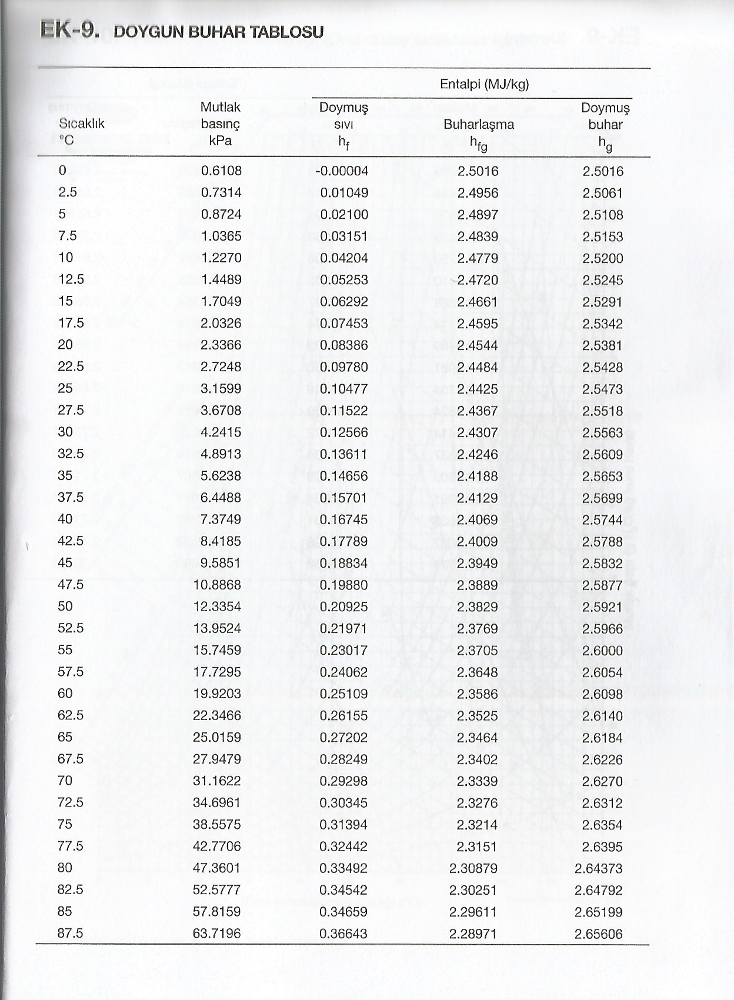 EK-9. DOYGUN BUHAR TABLOSU
Entalpi (MJ/kg)
Mutlak Doymuş Doymuş
Sıcaklık basınç sıvı Buharlaşma buhar
°C kPa hf hfg hg
0 0.6108 -0.00004 2.5016 2.5016
2.5 0.7314 0.01049 2.4956 2.5061
5 0.8724 0.02100 2.4897 2.5108
7.5 1.0365 0.03151 2.4839 2.5153
10 1.2270 0.04204 2.4779 2.5200
12.5 1.4489 0.05253 2.4720 2.5245
15 1.7049 0.06292 2.4661 2.5291
17.5 2.0326 0.07453 2.4595 2.5342
20 2.3366 0.08386 2.4544 2.5381
22.5 2.7248 0.09780 2.4484 2.5428
25 3.1599 0.10477 2.4425 2.5473
27.5 3.6708 0.11522 2.4367 2.5518
30 4.2415 0.12566 2.4307 2.5563
32.5 4.8913 0.13611 2.4246 2.5609
35 5.6238 0.14656 2.4188 2.5653
37.5 6.4488 0.15701 2.4129 2.5699
40 7.3749 0.16745 2.4069 2.5744
42.5 8.4185 0.17789 2.4009 2.5788
45 9.5851 0.18834 2.3949 2.5832
47.5 10.8868 0.19880 2.3889 2.5877
50 12.3354 0.20925 2.3829 2.5921
52.5 13.9524 0.21971 2.3769 2.5966
55 15.7459 0.23017 2.3705 2.6000
57.5 17.7295 0.24062 2.3648 2.6054
60 19.9203 0.25109 2.3586 2.6098
62.5 22.3466 0.26155 2.3525 2.6140
65 25.0159 0.27202 2.3464 2.6184
67.5 27.9479 0.28249 2.3402 2.6226
70 31.1622 0.29298 2.3339 2.6270
72.5 34.6961 0.30345 2.3276 2.6312
75 38.5575 0.31394 2.3214 2.6354
77.5 42.7706 0.32442 2.3151 2.6395
80 47.3601 0.33492 2.30879 2.64373
82.5 52.5777 0.34542 2.30251 2.64792
85 57.8159 0.34659 2.29611 2.65199
87.5 63.7196 0.36643 2.28971 2.65606